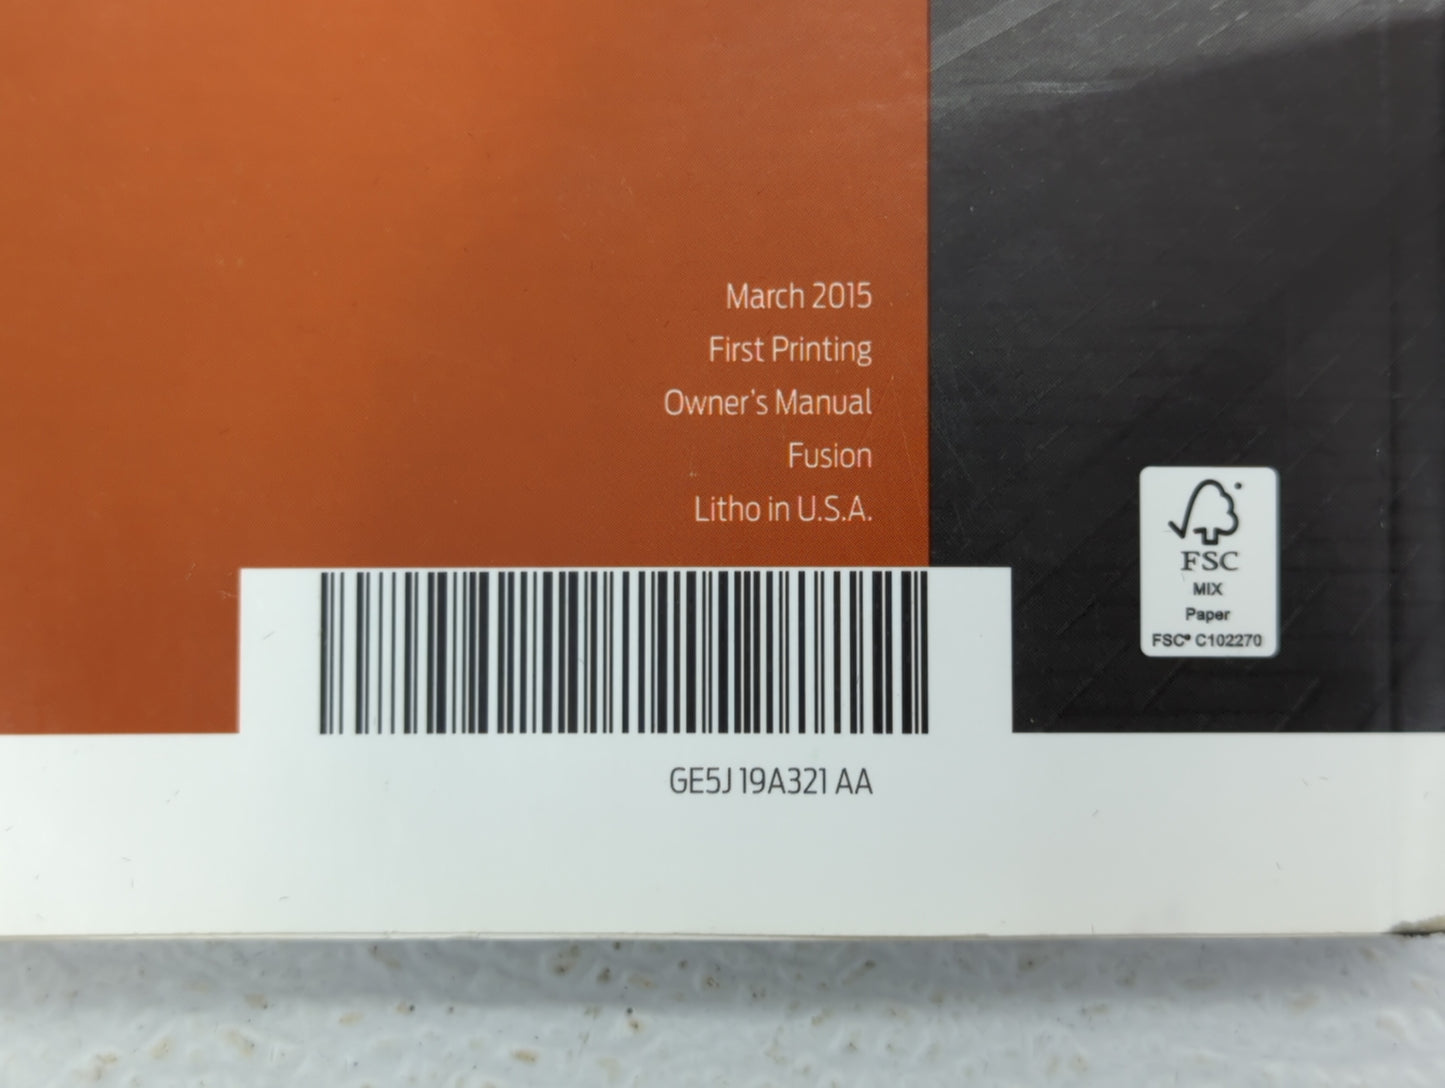 March 2015
First Printing
Owner's Manual
Fusion
Litho in U.S.A.
FSC
MIX
Paper
FSC® C102270
GE5J 19A321 AA